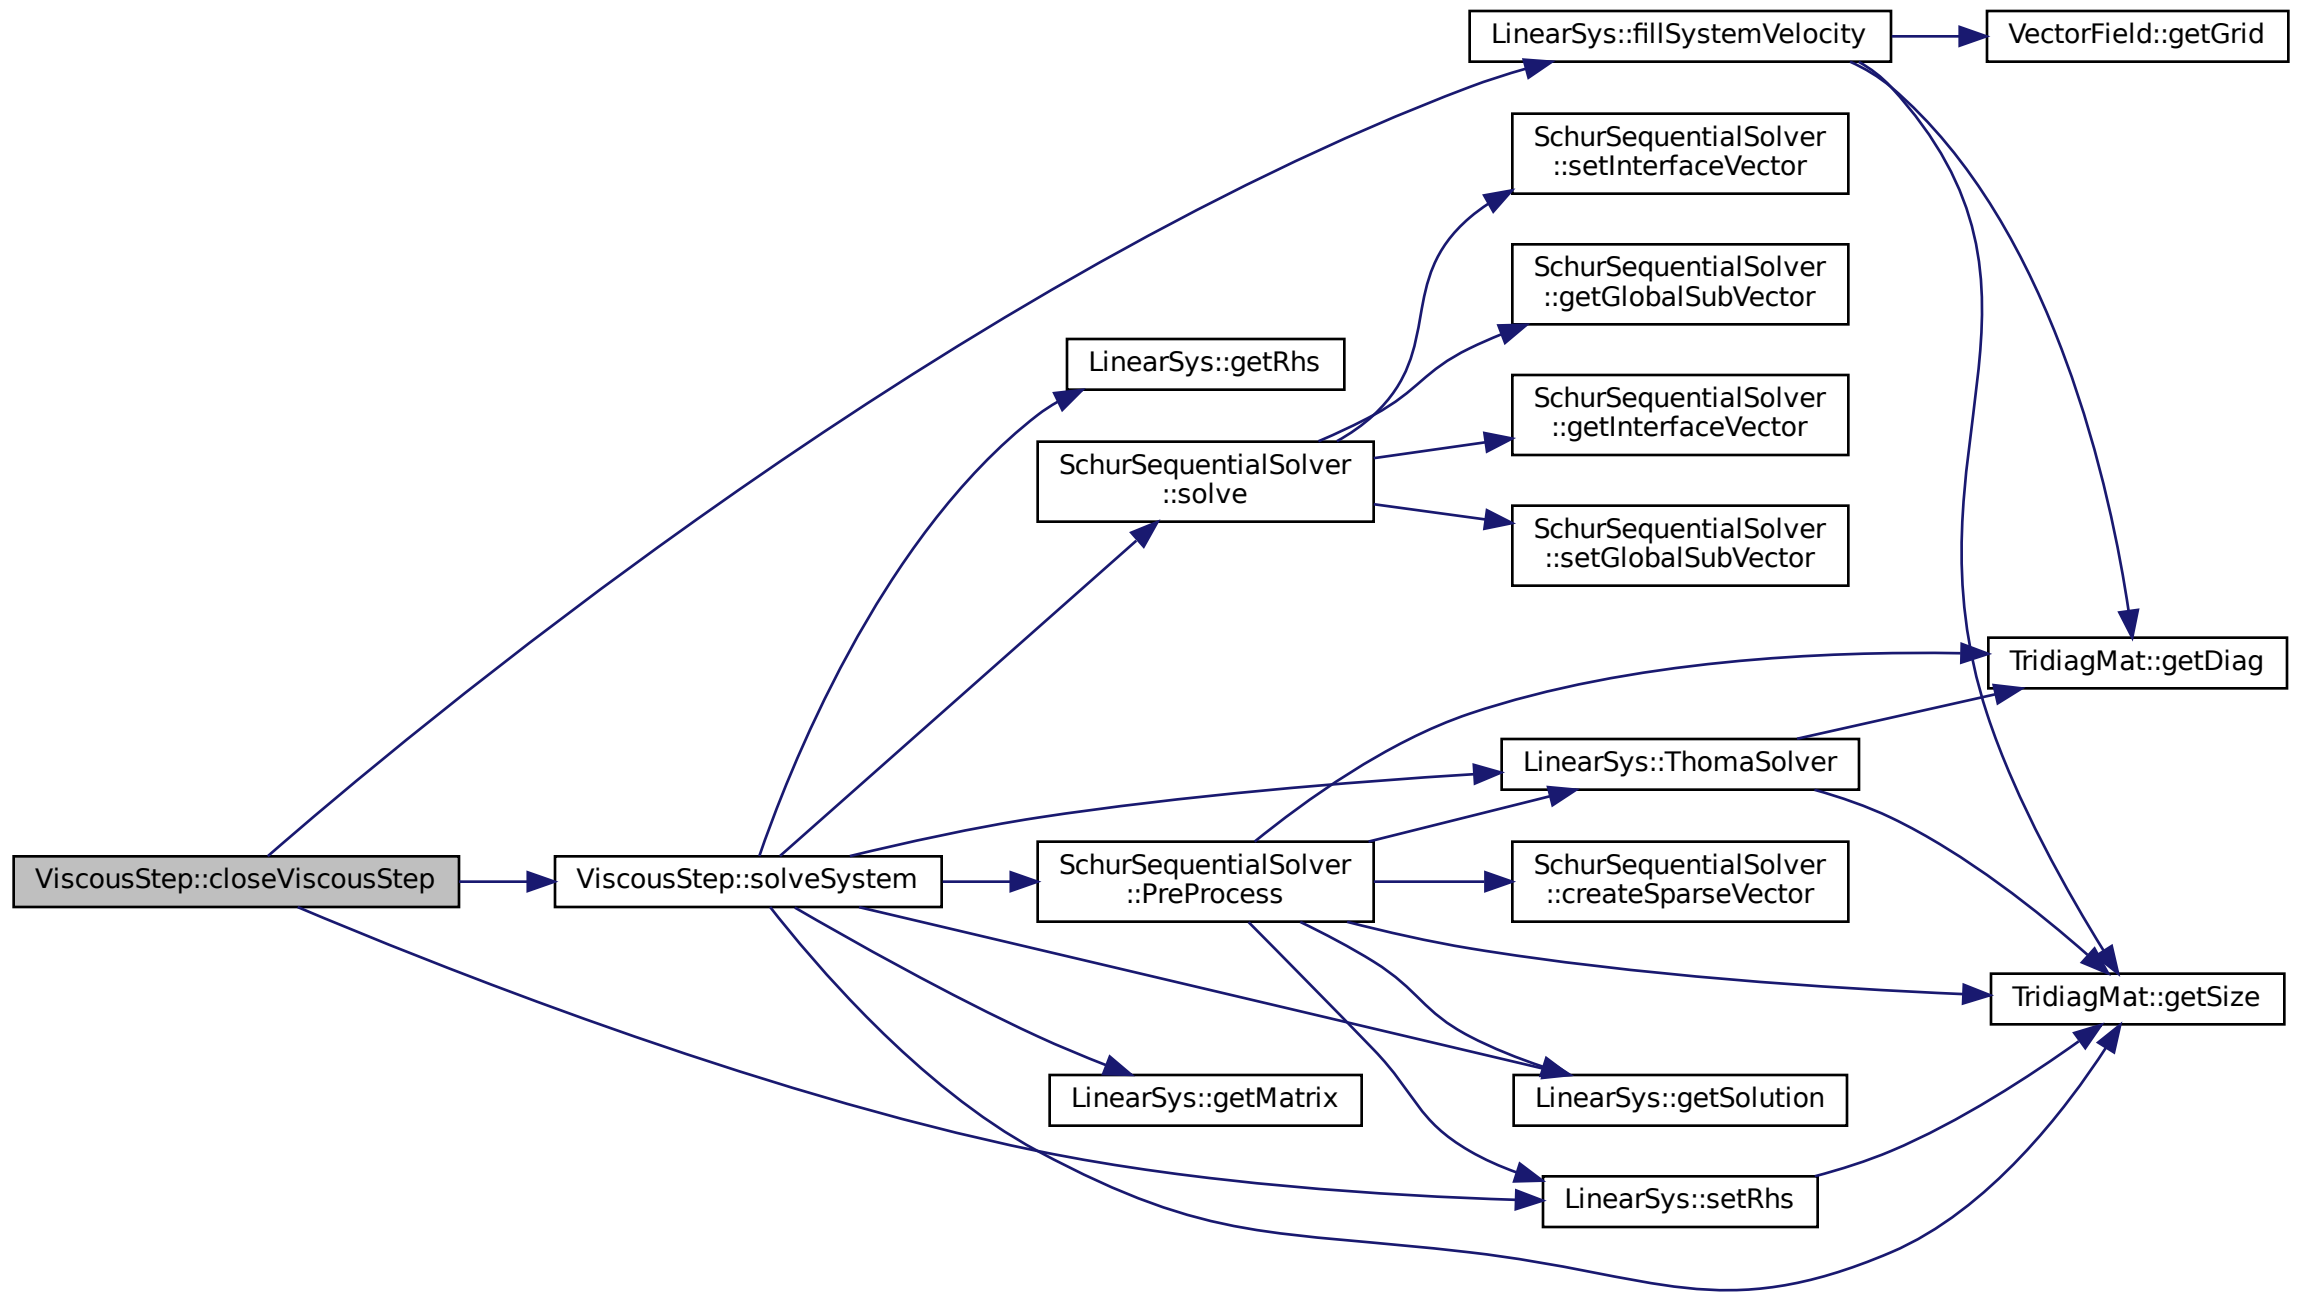 LinearSys::fillSystemVelocity
VectorField::getGrid
SchurSequentialSolver
::setInterfaceVector
SchurSequentialSolver
::getGlobalSubVector
LinearSys::getRhs
SchurSequentialSolver
::getInterfaceVector
SchurSequentialSolver
::solve
SchurSequentialSolver
::setGlobalSubVector
TridiagMat::getDiag
LinearSys::ThomaSolver
ViscousStep::closeViscousStep
ViscousStep::solveSystem
SchurSequentialSolver
::PreProcess
SchurSequentialSolver
::createSparseVector
TridiagMat::getSize
LinearSys::getMatrix
LinearSys::getSolution
LinearSys::setRhs